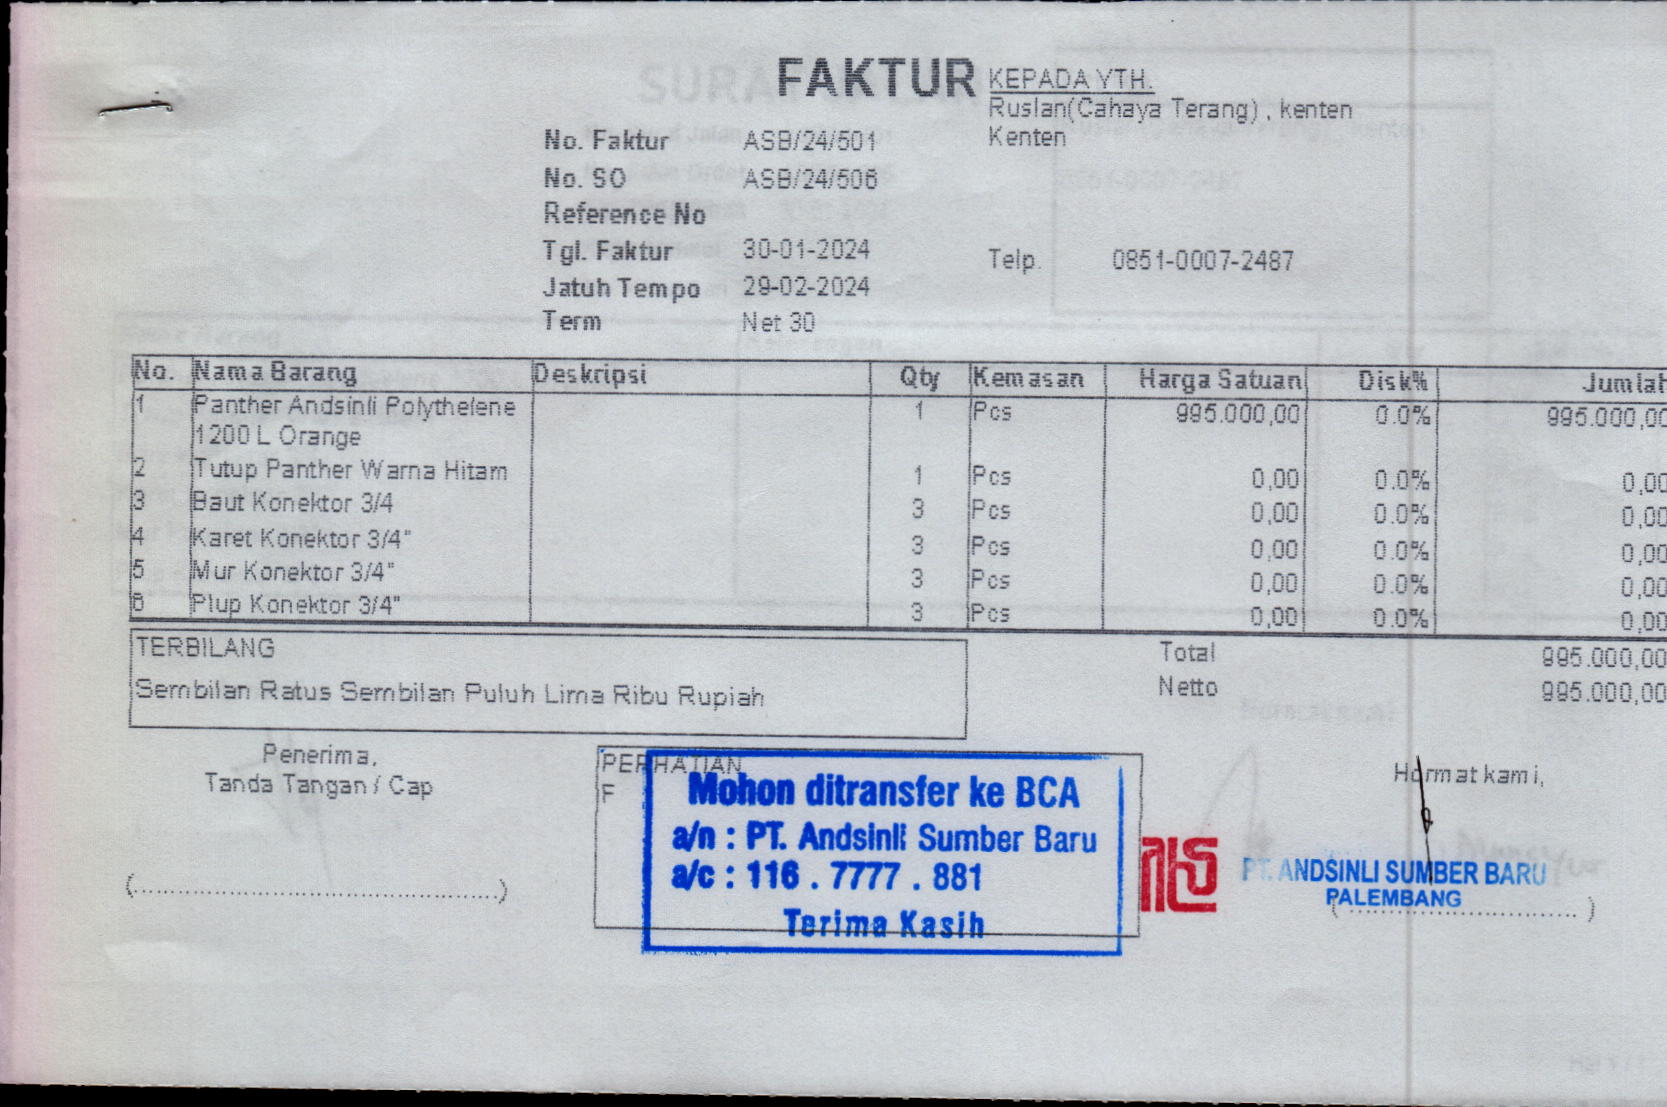 FAKTUR
KEPADA YTH.
Ruslan(Cahaya Terang) , kenten
Kenten
No. Faktur ASB/24/501
No. SO ASB/24/506
Reference No
Tgl. Faktur 30-01-2024
Telp. 0851-0007-2487
Jatuh Tempo 29-02-2024
Term Net 30
No. Nama Barang Deskripsi Qty Kemasan Harga Satuan Disk% Jumlah
1 Panther Andsinli Polythelene 1 Pcs 995.000,00 0.0% 995.000,00
1200 L Orange
2 Tutup Panther Warna Hitam 1 Pcs 0,00 0.0% 0,00
3 Baut Konektor 3/4 3 Pcs 0,00 0.0% 0,00
4 Karet Konektor 3/4" 3 Pcs 0,00 0.0% 0,00
5 Mur Konektor 3/4" 3 Pcs 0,00 0.0% 0,00
6 Plup Konektor 3/4" 3 Pcs 0,00 0.0% 0,00
TERBILANG
Sembilan Ratus Sembilan Puluh Lima Ribu Rupiah
Total 995.000,00
Netto 995.000,00
Penerima,
Tanda Tangan / Cap
(..........................................)
PERHATIAN
F
Mohon ditransfer ke BCA
a/n : PT. Andsinli Sumber Baru
a/c : 116 . 7777 . 881
Terima Kasih
Hormat kami,
PT. ANDSINLI SUMBER BARU
PALEMBANG
(..............................)